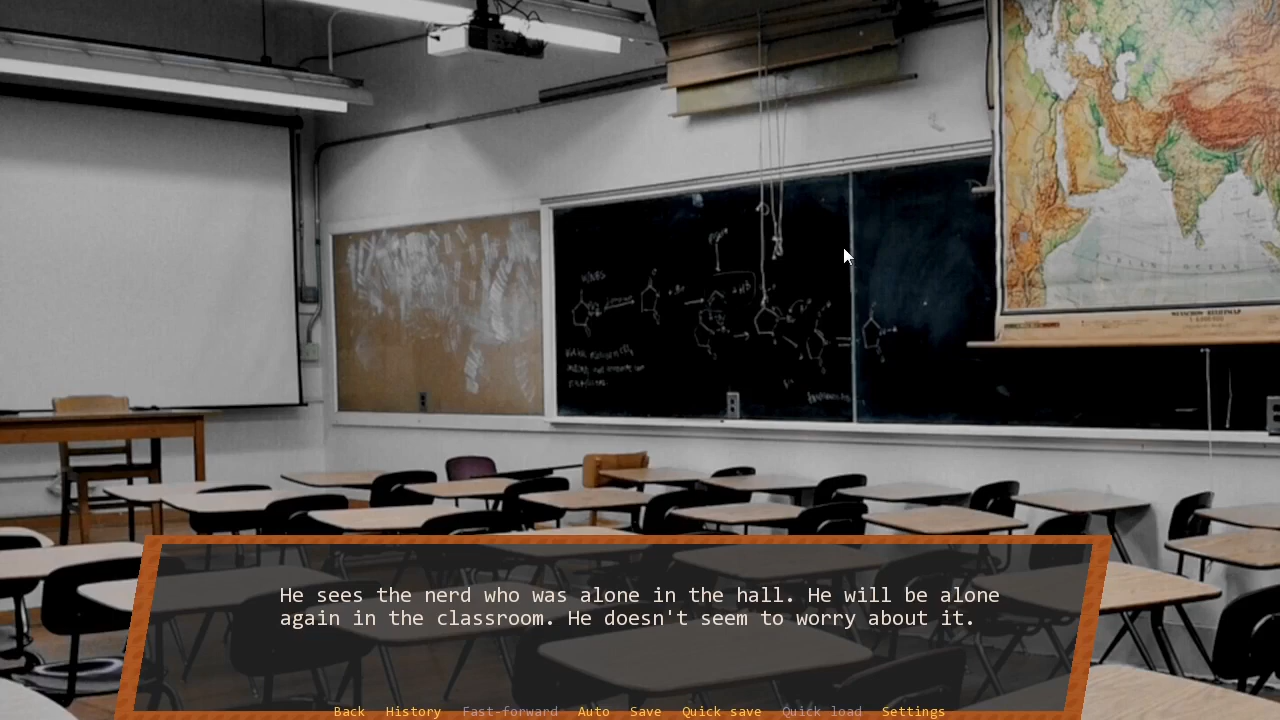 He sees the nerd who was alone in the hall. He will be alone
again in the classroom. He doesn't seem to worry about it.
Back History Fast-forward Auto Save Quick save Quick load Settings